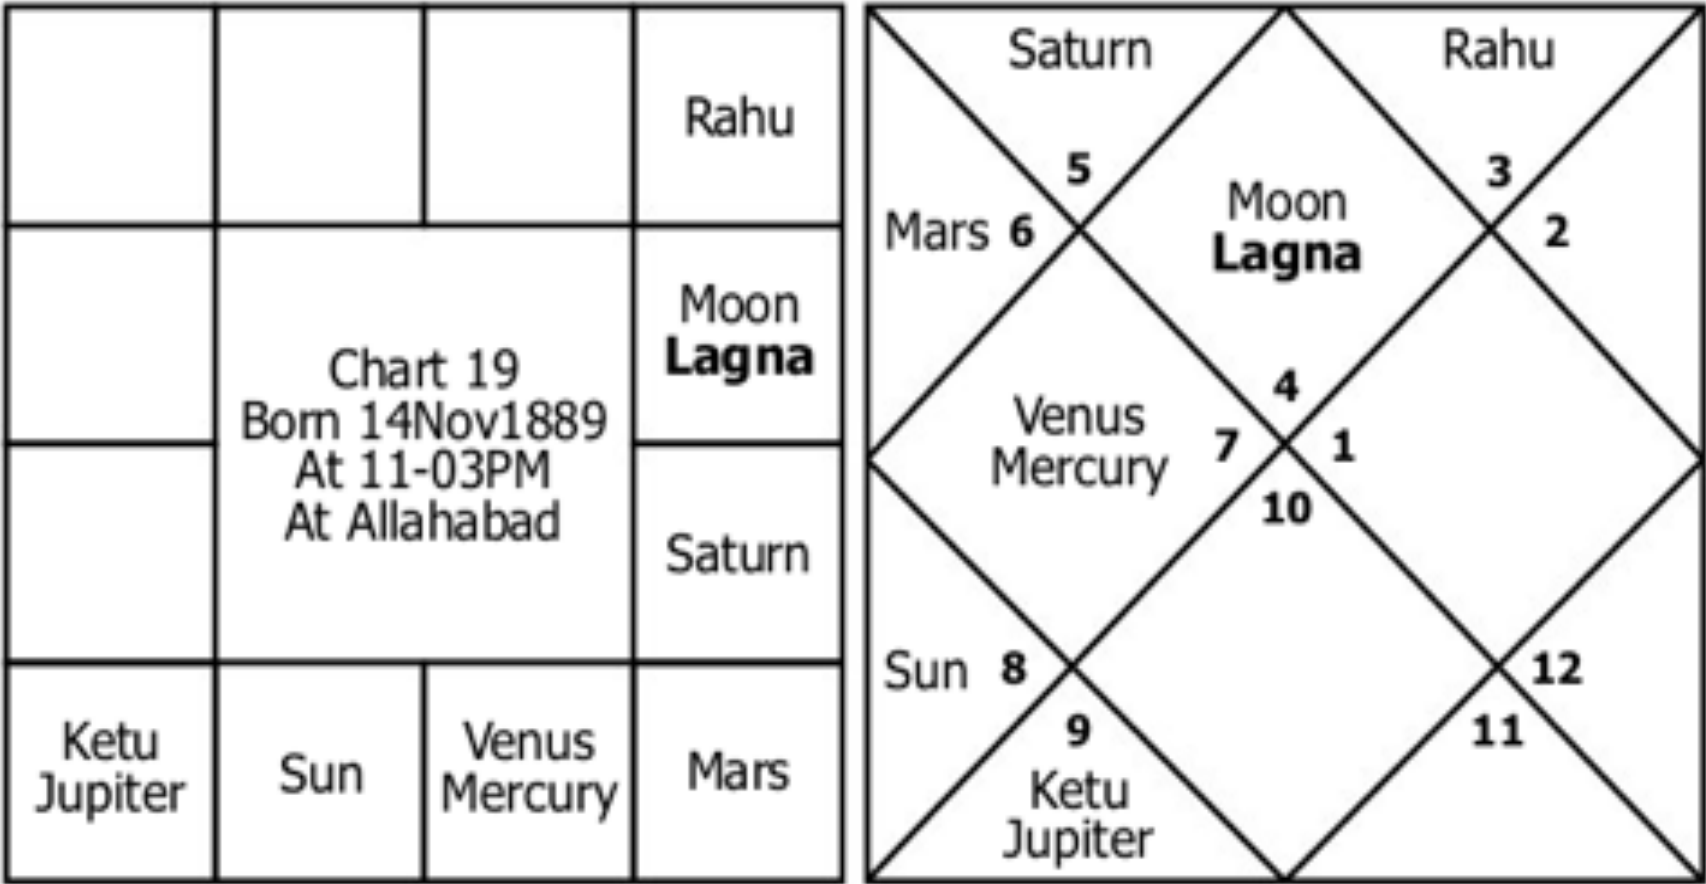 Rahu
Moon
Lagna
Chart 19
Born 14Nov1889
At 11-03PM
At Allahabad
Saturn
Ketu
Jupiter
Sun
Venus
Mercury
Mars
Saturn
Rahu
5
3
Mars 6
Moon
Lagna
2
4
Venus
Mercury
7
1
10
Sun 8
12
9
11
Ketu
Jupiter